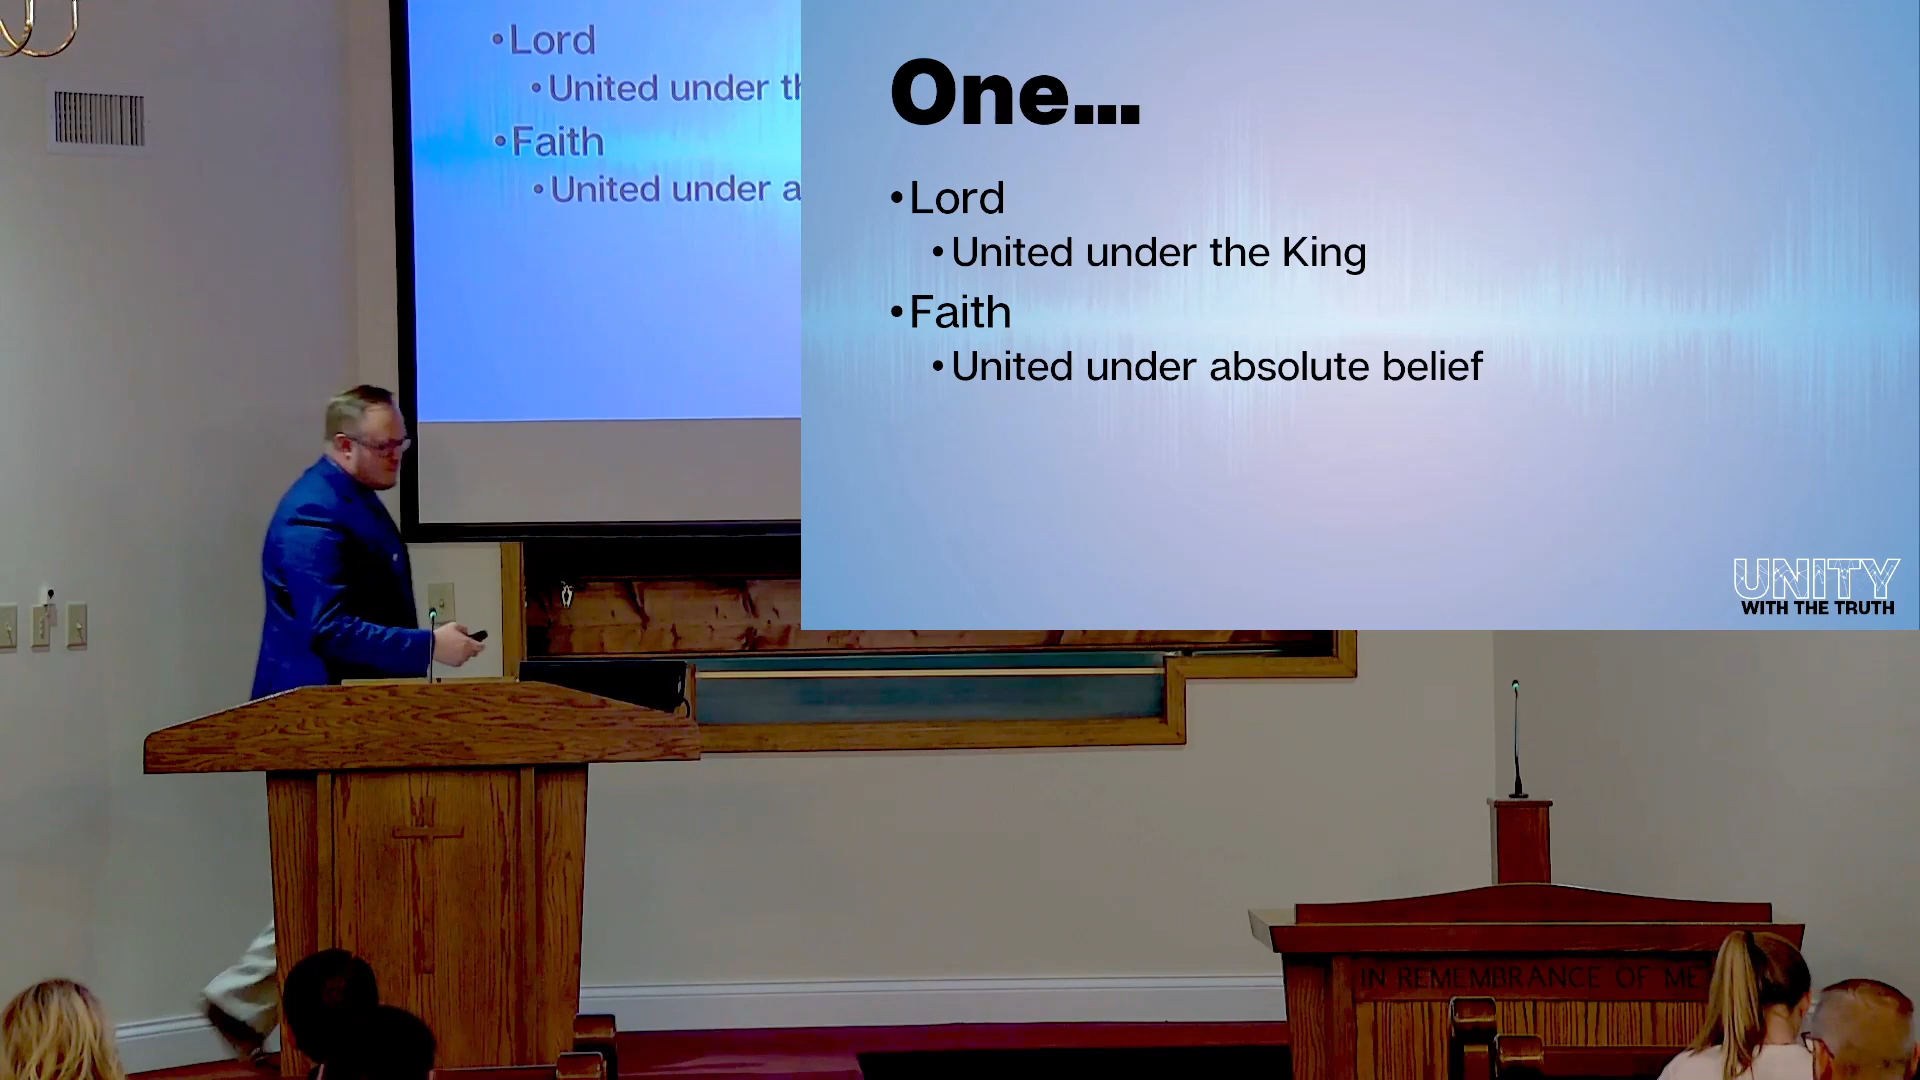 •Lord
•United under th
•Faith
•United under a
One...
•Lord
•United under the King
•Faith
•United under absolute belief
UNITY
WITH THE TRUTH
IN REMEMBRANCE OF ME